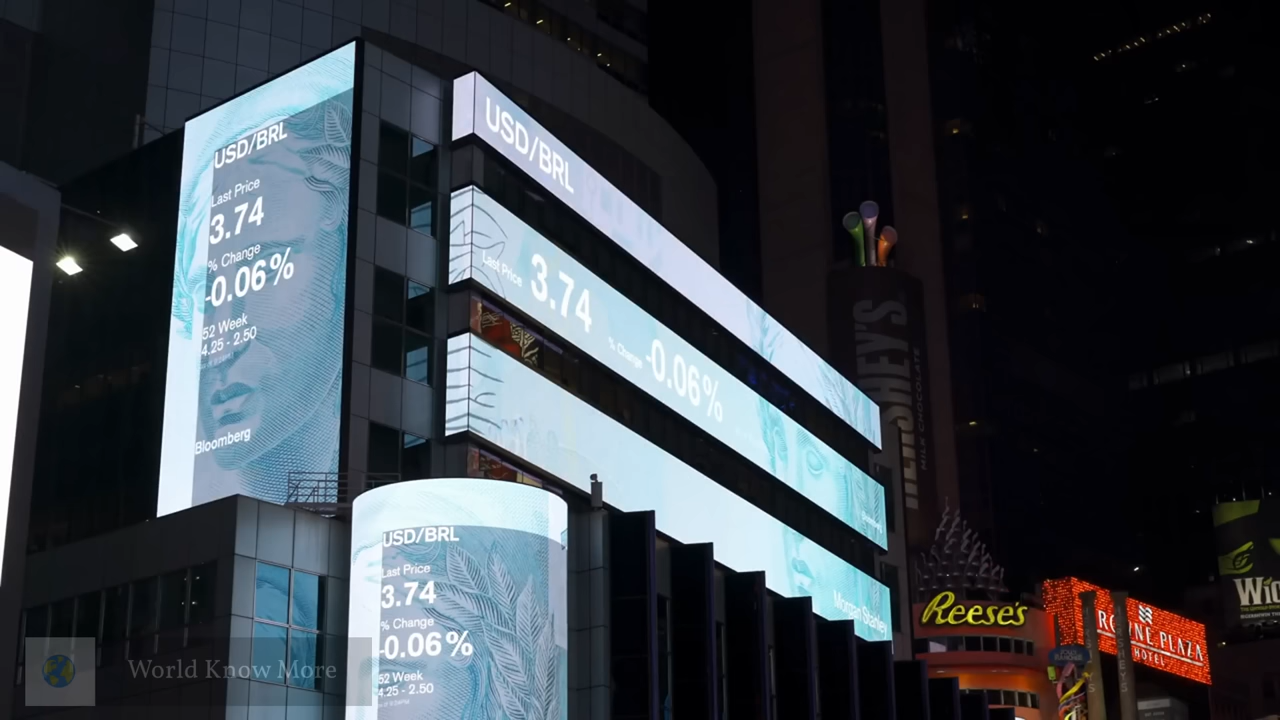 USD/BRL
Last Price
3.74
% Change
-0.06%
52 Week
4.25 - 2.50
Bloomberg
USD/BRL
Last Price 3.74 % Change -0.06%
Morgan Stanley
USD/BRL
Last Price
3.74
% Change
-0.06%
52 Week
4.25 - 2.50
HERSHEY'S
MILK CHOCOLATE
Reese's
CROWNE PLAZA
HOTEL
World Know More